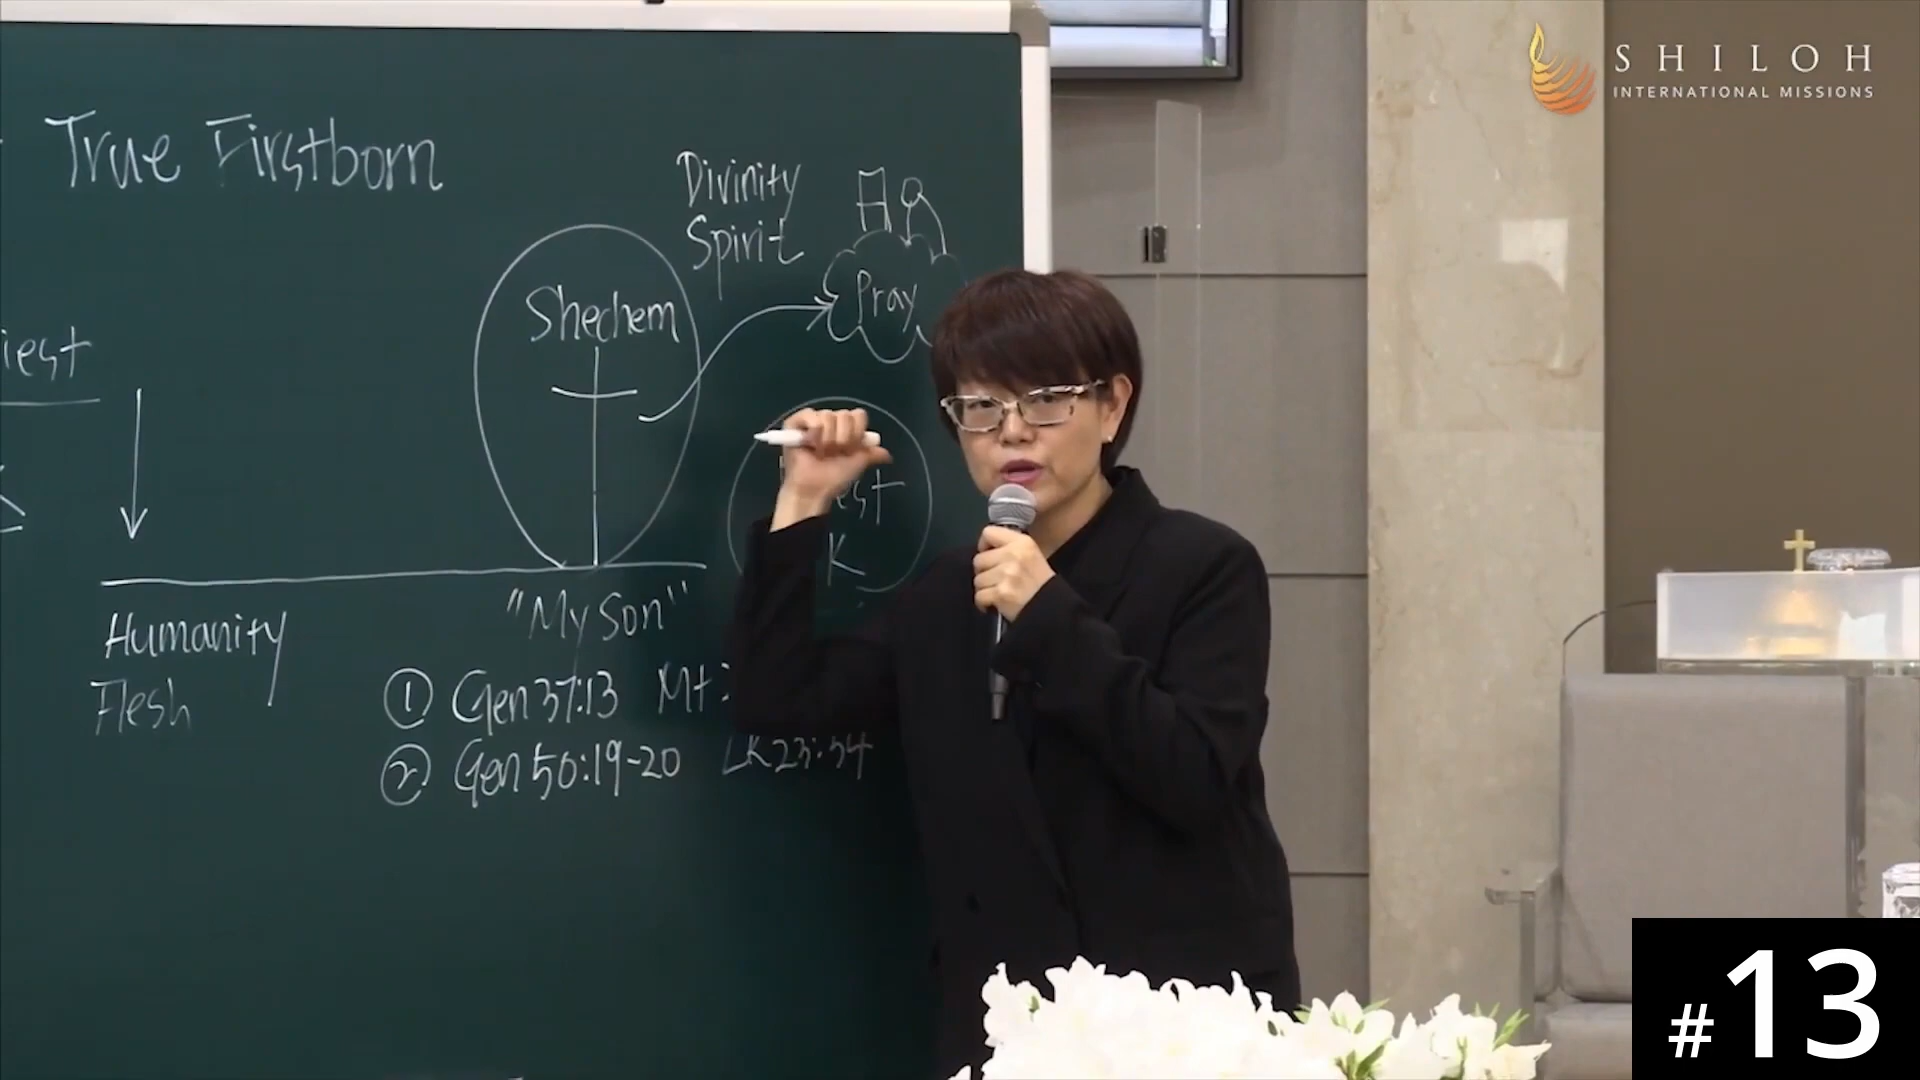 SHILOH
INTERNATIONAL MISSIONS
True Firstborn
Divinity
Spirit
Pray
Shechem
iest
est
K
"My Son"
Humanity
Flesh
① Gen 37:13 Mt:
② Gen 50:19-20 LK 23:34
#13